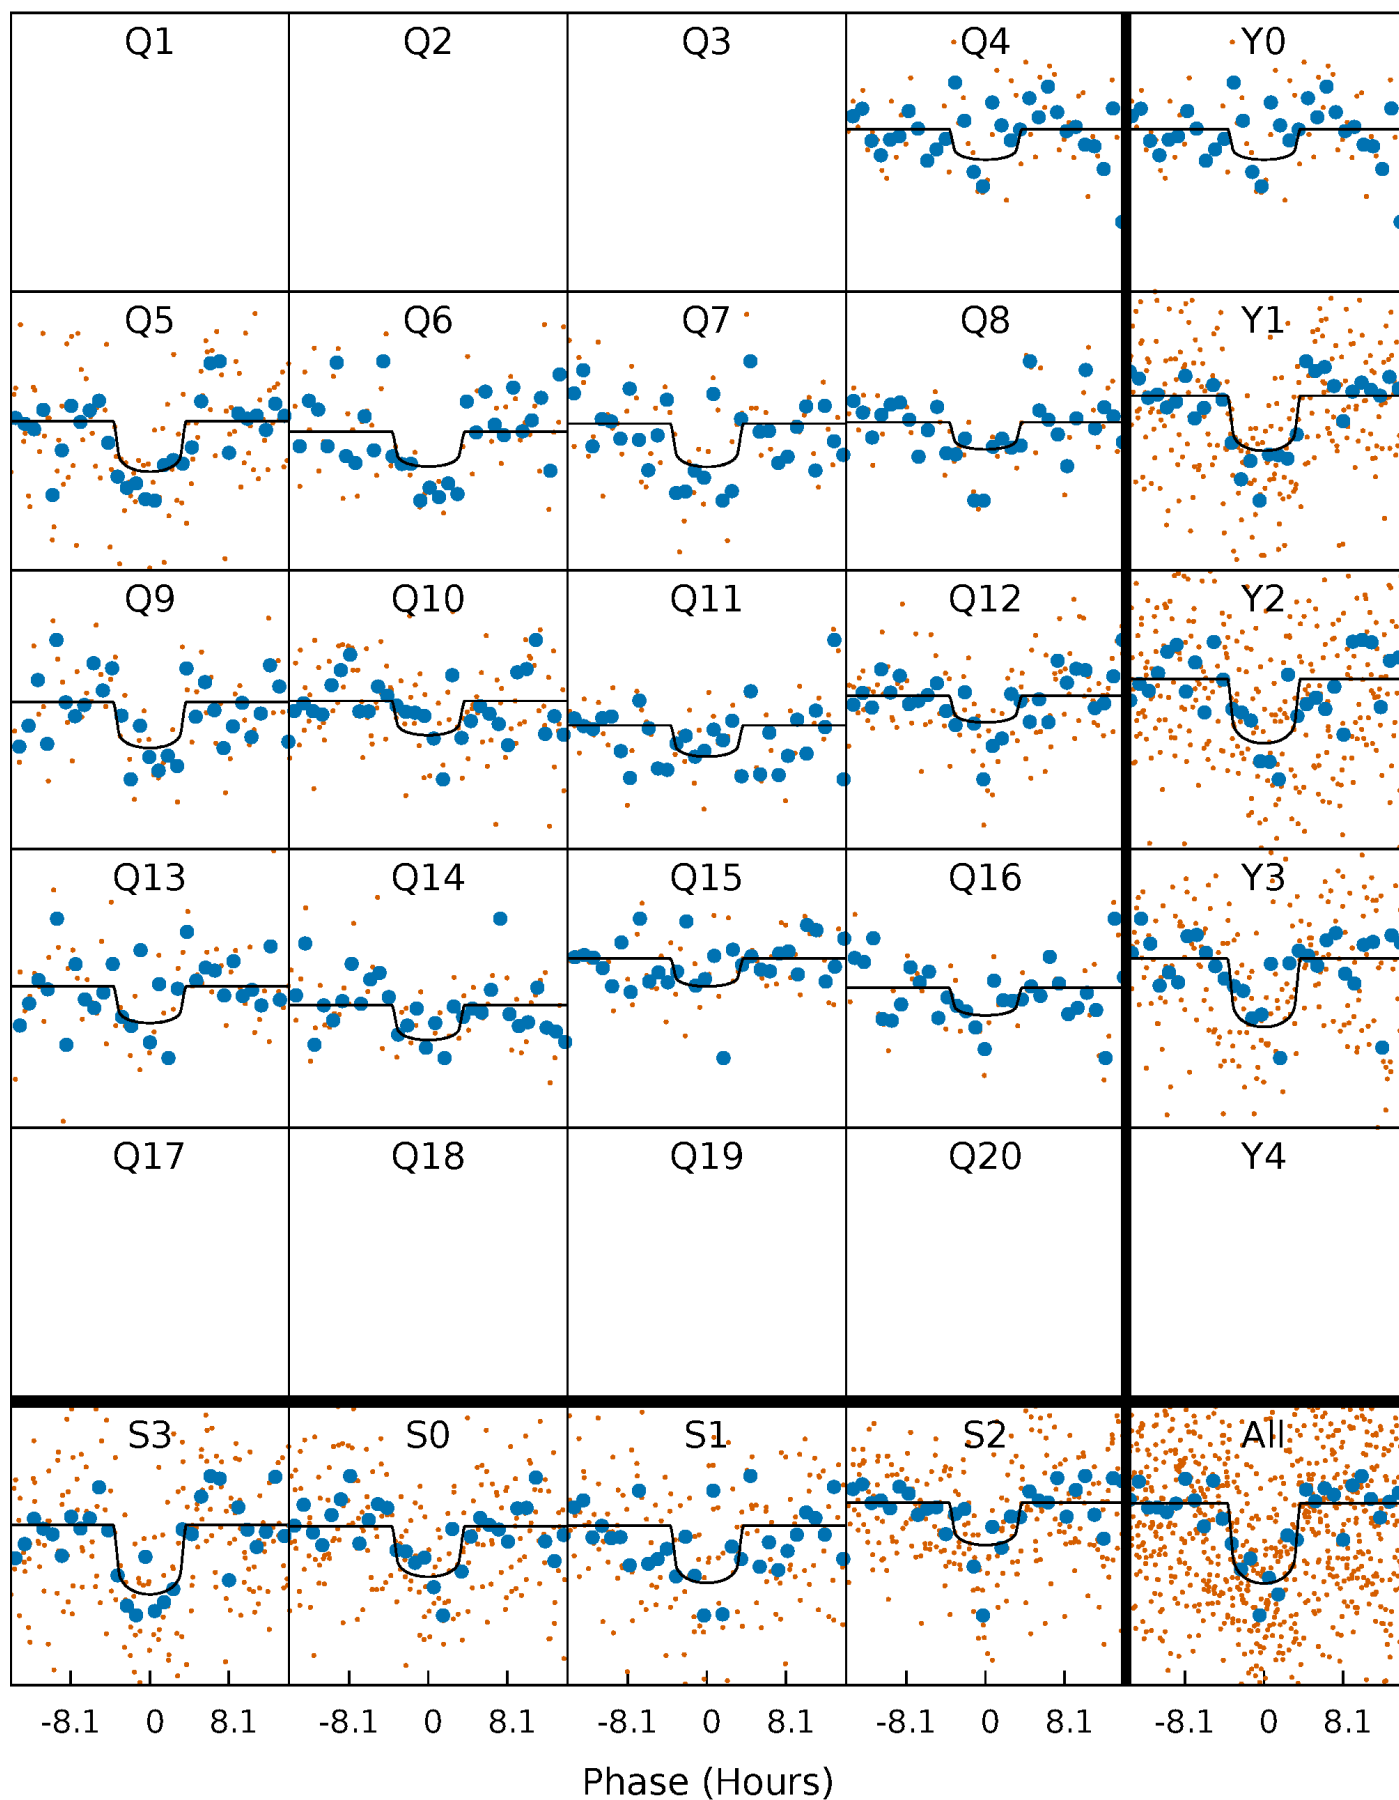 Q1 Q2 Q3 Q4 Y0
Q5 Q6 Q7 Q8 Y1
Q9 Q10 Q11 Q12 Y2
Q13 Q14 Q15 Q16 Y3
Q17 Q18 Q19 Q20 Y4
S3 S0 S1 S2 All
-8.1 0 8.1 -8.1 0 8.1 -8.1 0 8.1 -8.1 0 8.1 -8.1 0 8.1
Phase (Hours)